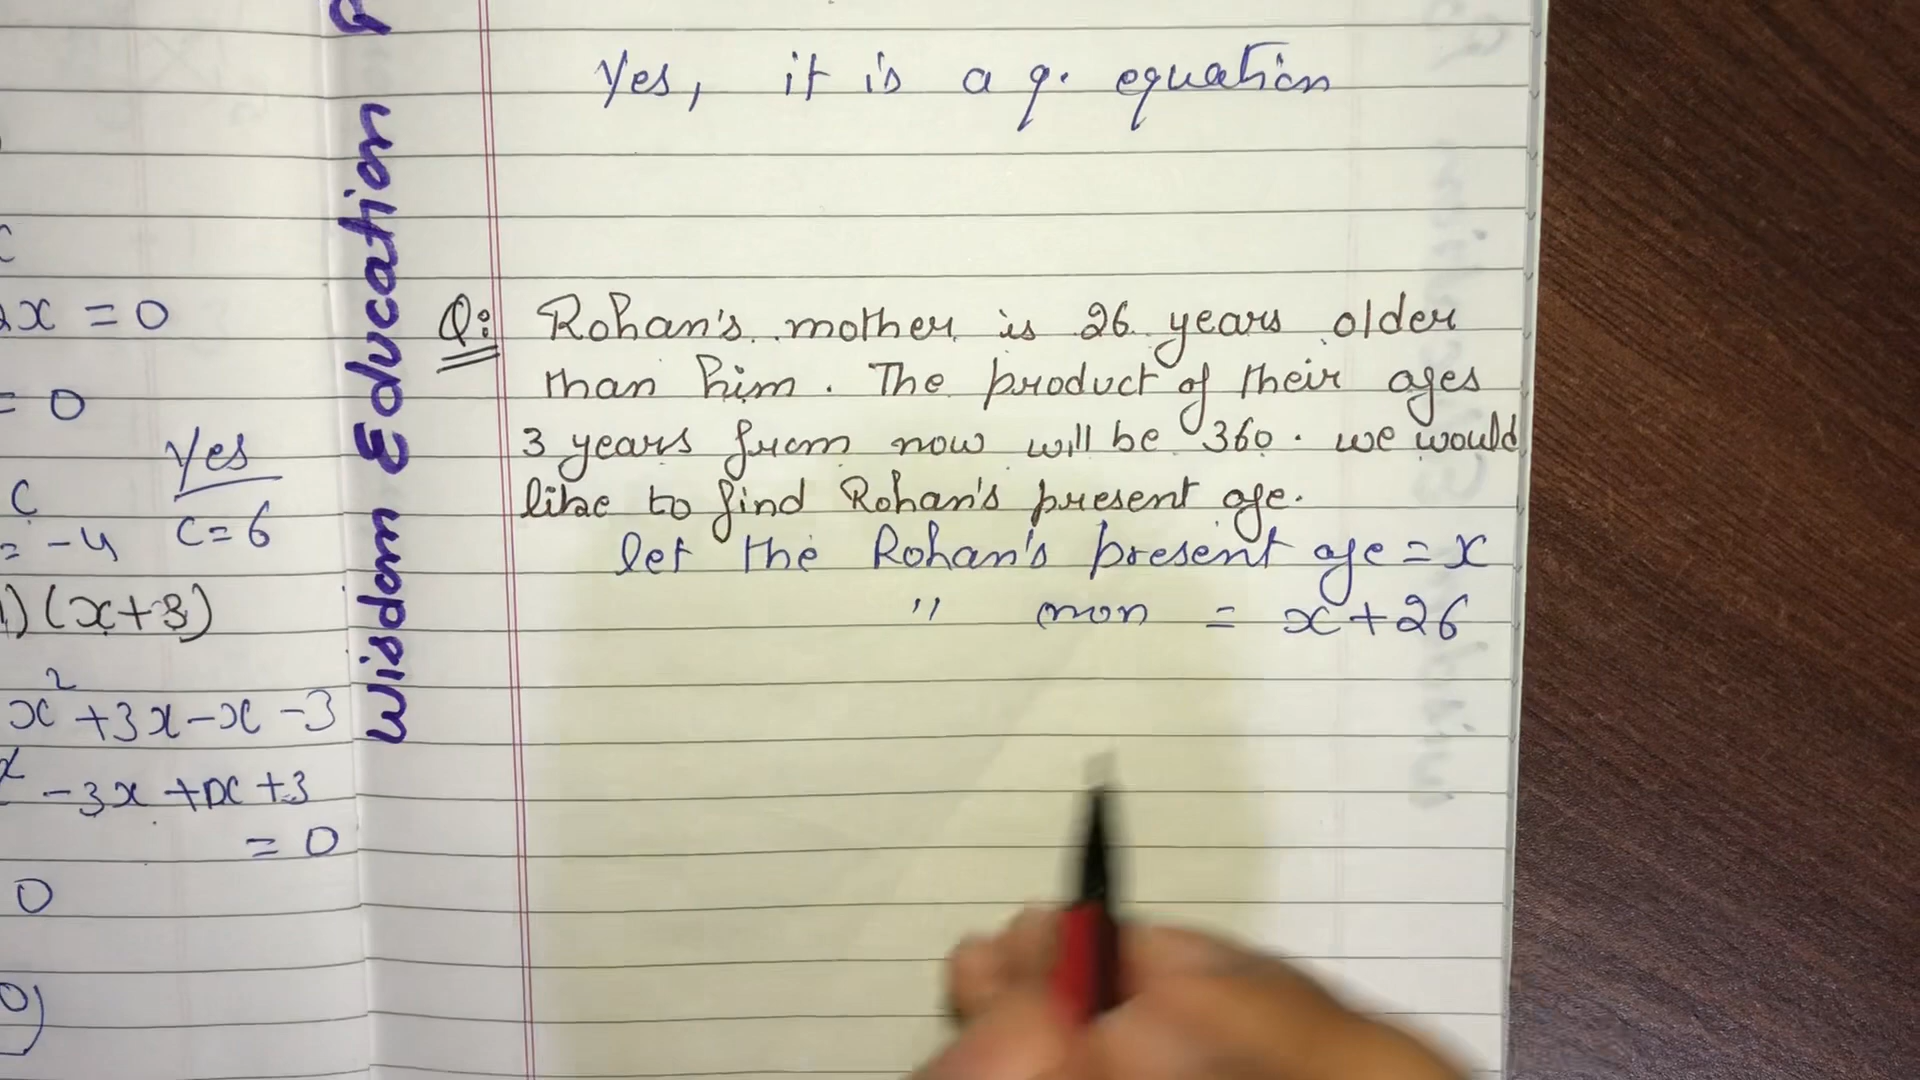 2x = 0
= 0
Yes
C
= -4 C = 6
(x+3)
x² + 3x - x - 3
- 3x + x + 3
= 0
0
Wisdom Education
Yes, it is a q. equation
Q: Rohan's mother is 26 years older
than him. The product of their ages
3 years from now will be 360. we would
like to find Rohan's present age.
let the Rohan's present age = x
" mom = x + 26